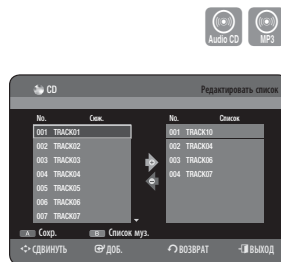 Audio CD MP3
CD Редактировать список
No. Сюж. No. Список
001 TRACK01 001 TRACK10
002 TRACK02 002 TRACK04
003 TRACK03 003 TRACK06
004 TRACK04 004 TRACK07
005 TRACK05
006 TRACK06
007 TRACK07
A Сохр. B Список муз.
СДВИНУТЬ ДОБ. ВОЗВРАТ ВЫХОД